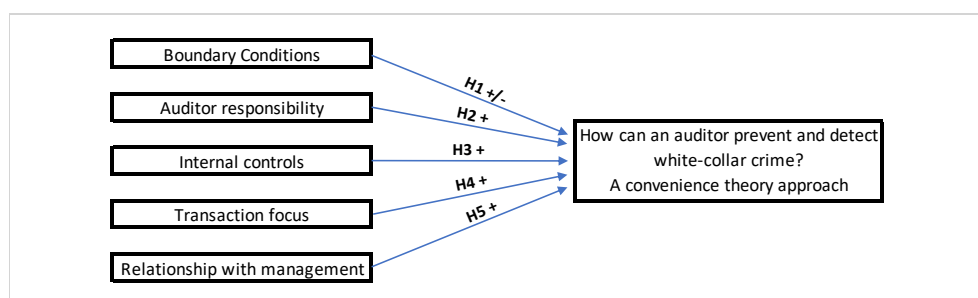 Boundary Conditions
Auditor responsibility
Internal controls
Transaction focus
Relationship with management
H1 +/-
H2 +
H3 +
H4 +
H5 +
How can an auditor prevent and detect
white-collar crime?
A convenience theory approach